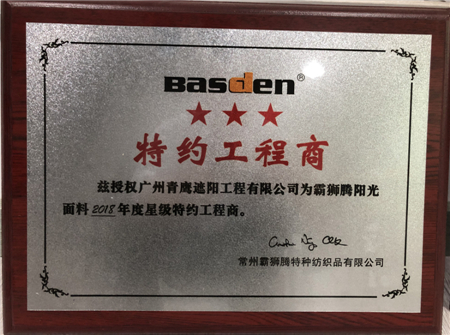 Basden®
特约工程商
兹授权广州青鹰遮阳工程有限公司为霸狮腾阳光
面料2018年度星级特约工程商。
常州霸狮腾特种纺织品有限公司